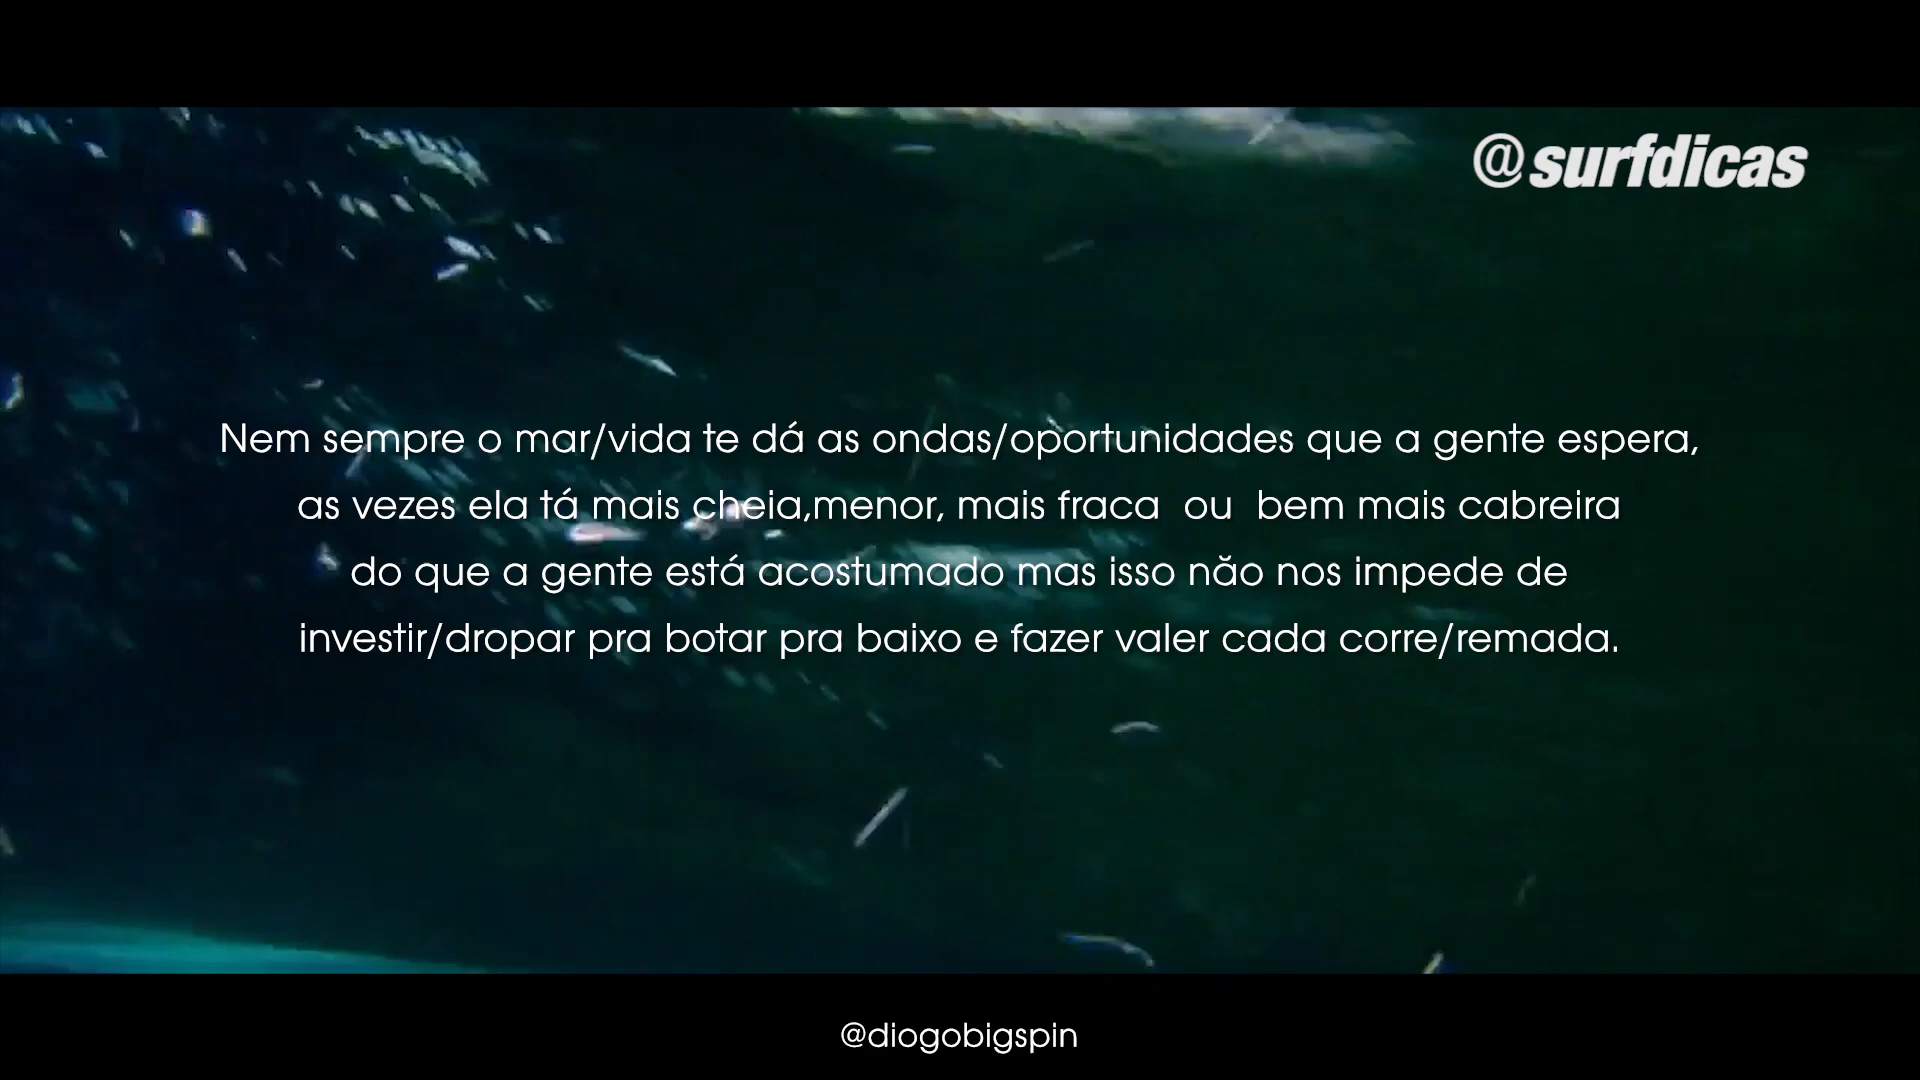 @surfdicas
Nem sempre o mar/vida te dá as ondas/oportunidades que a gente espera,
as vezes ela tá mais cheia,menor, mais fraca  ou  bem mais cabreira
do que a gente está acostumado mas isso não nos impede de
investir/dropar pra botar pra baixo e fazer valer cada corre/remada.
@diogobigspin